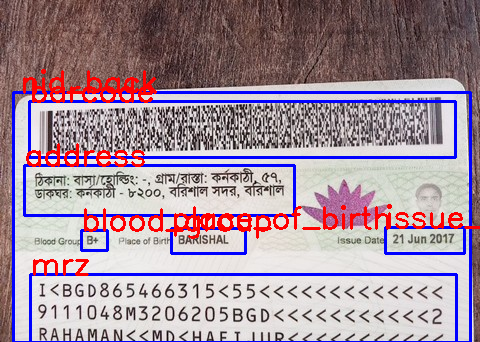 nid_back
barcode
address
ঠিকানা: বাসা/হোল্ডিং: -, গ্রাম/রাস্তা: কর্নকাঠী, ৫৭,
ডাকঘর: কর্নকাঠী - ৮২০০, বরিশাল সদর, বরিশাল
blood_group place_of_birth issue_
Blood Group B+ Place of Birth BARISHAL Issue Date 21 Jun 2017
mrz
I<BGD865466315<55<<<<<<<<<<<<<
9111048M3206205BGD<<<<<<<<<<<2
RAHAMAN<<MD<HAFIJUR<<<<<<<<<<<